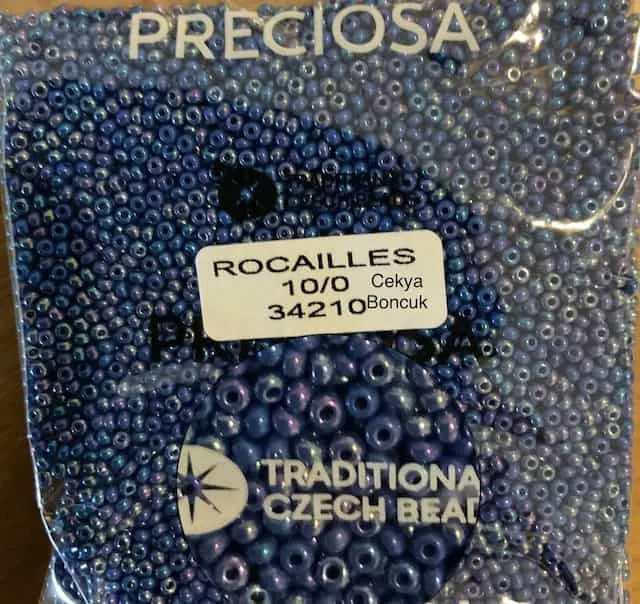 PRECIOSA
ROCAILLES
10/0 Cekya
34210 Boncuk
TRADITIONA
CZECH BEAD